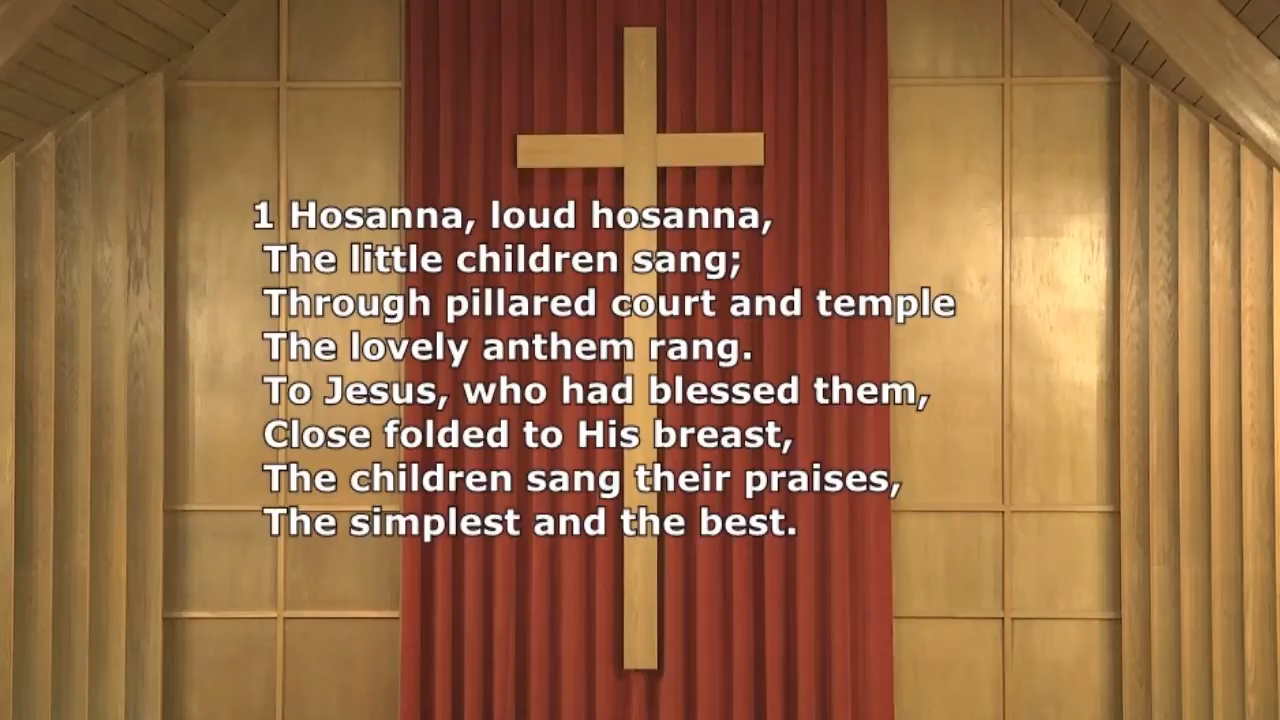 1 Hosanna, loud hosanna,
The little children sang;
Through pillared court and temple
The lovely anthem rang.
To Jesus, who had blessed them,
Close folded to His breast,
The children sang their praises,
The simplest and the best.